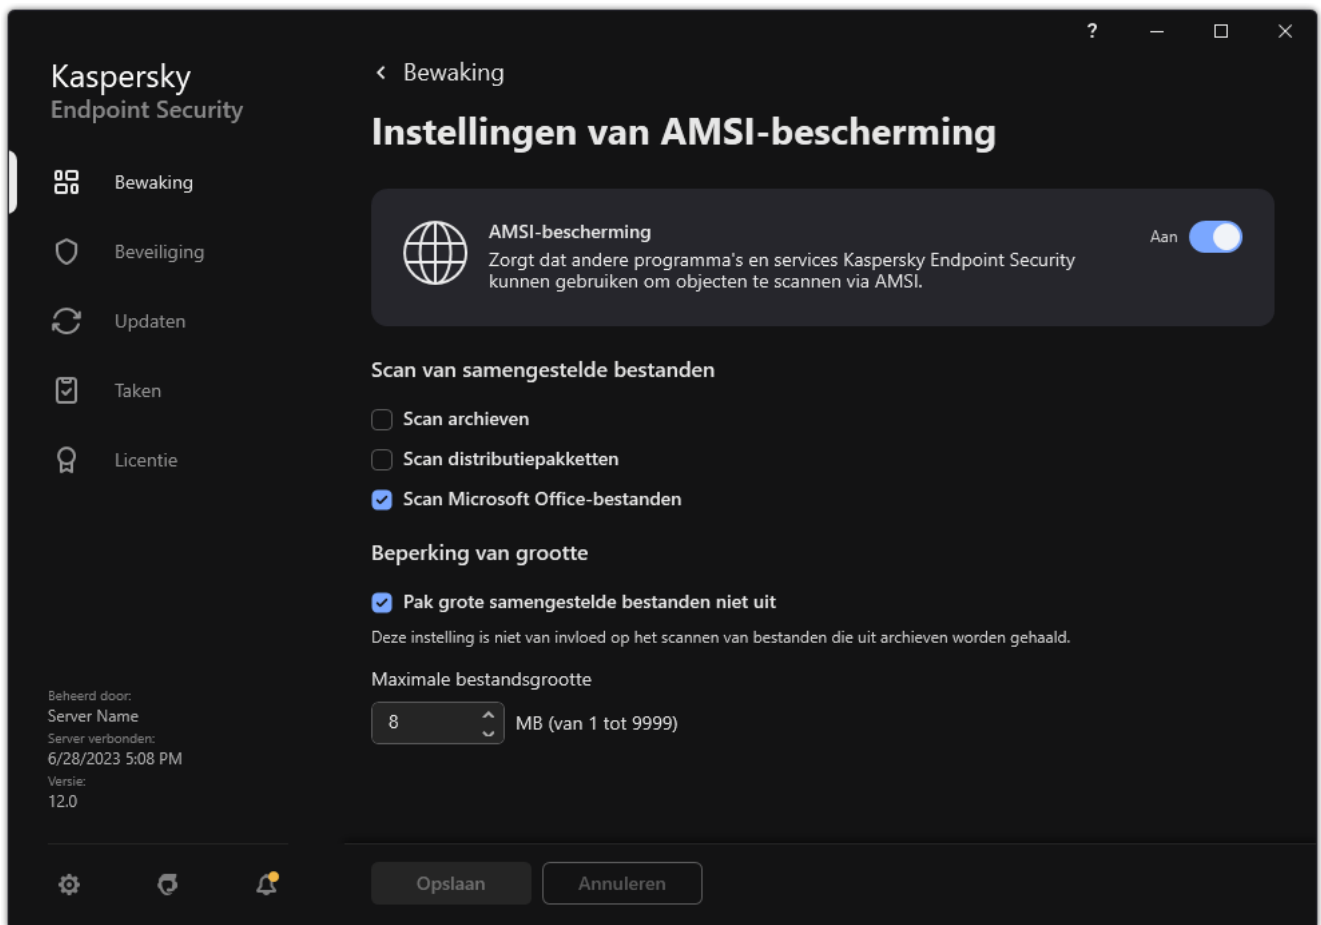 ?
Kaspersky
Endpoint Security
Bewaking
Beveiliging
Updaten
Taken
Licentie
Beheerd door:
Server Name
Server verbonden:
6/28/2023 5:08 PM
Versie:
12.0
Bewaking
Instellingen van AMSI-bescherming
AMSI-bescherming
Zorgt dat andere programma's en services Kaspersky Endpoint Security
kunnen gebruiken om objecten te scannen via AMSI.
Aan
Scan van samengestelde bestanden
Scan archieven
Scan distributiepakketten
Scan Microsoft Office-bestanden
Beperking van grootte
Pak grote samengestelde bestanden niet uit
Deze instelling is niet van invloed op het scannen van bestanden die uit archieven worden gehaald.
Maximale bestandsgrootte
8 MB (van 1 tot 9999)
Opslaan Annuleren